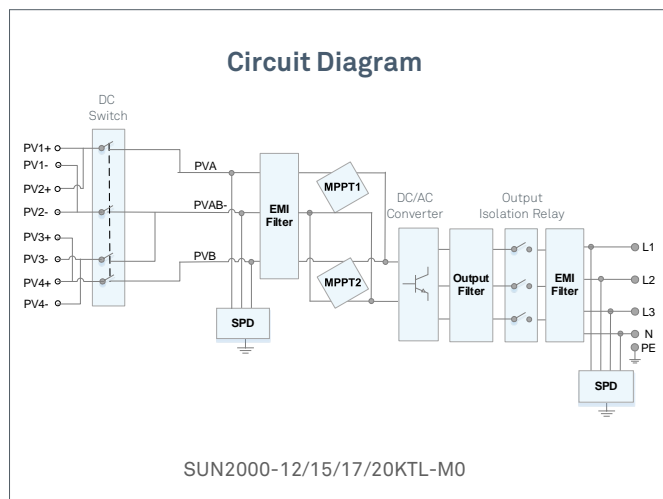 Circuit Diagram
DC
Switch
PV1+
PV1-
PV2+
PV2-
PV3+
PV3-
PV4+
PV4-
PVA
PVAB-
PVB
SPD
EMI
Filter
MPPT1
MPPT2
DC/AC
Converter
Output
Filter
Output
Isolation Relay
EMI
Filter
L1
L2
L3
N
PE
SPD
SUN2000-12/15/17/20KTL-M0